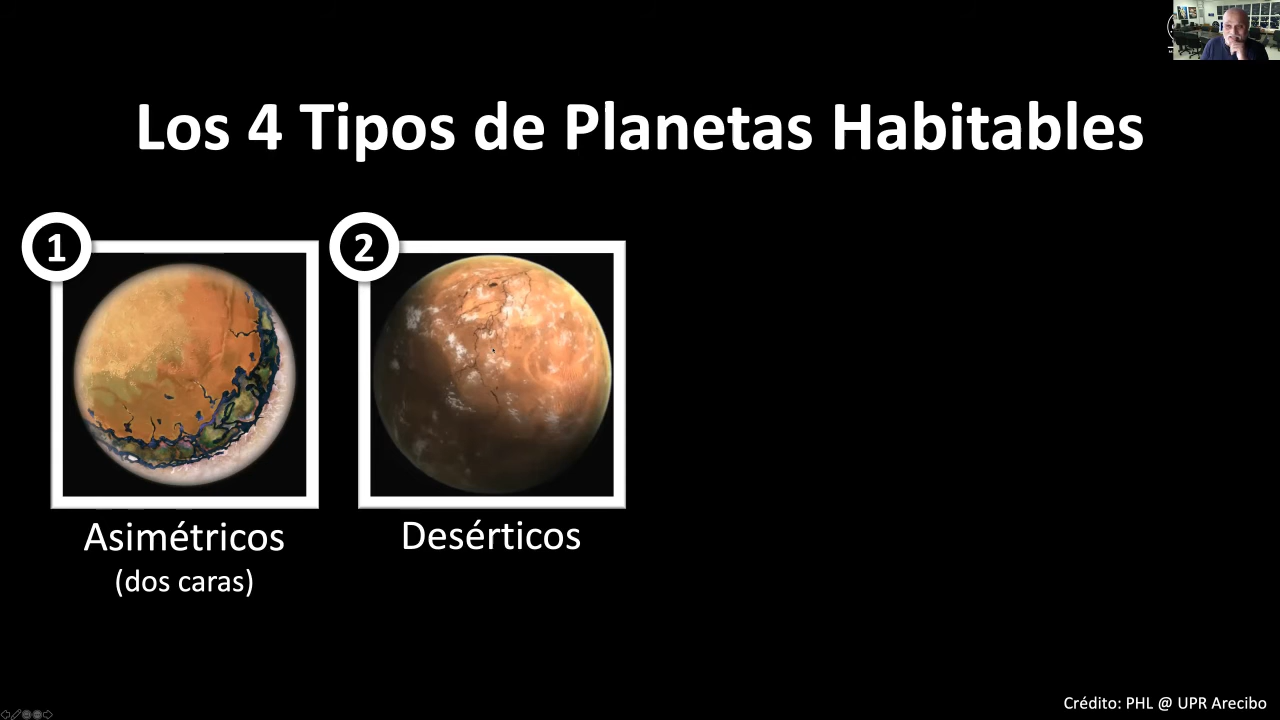 Los 4 Tipos de Planetas Habitables
1
2
Asimétricos
(dos caras)
Desérticos
Crédito: PHL @ UPR Arecibo